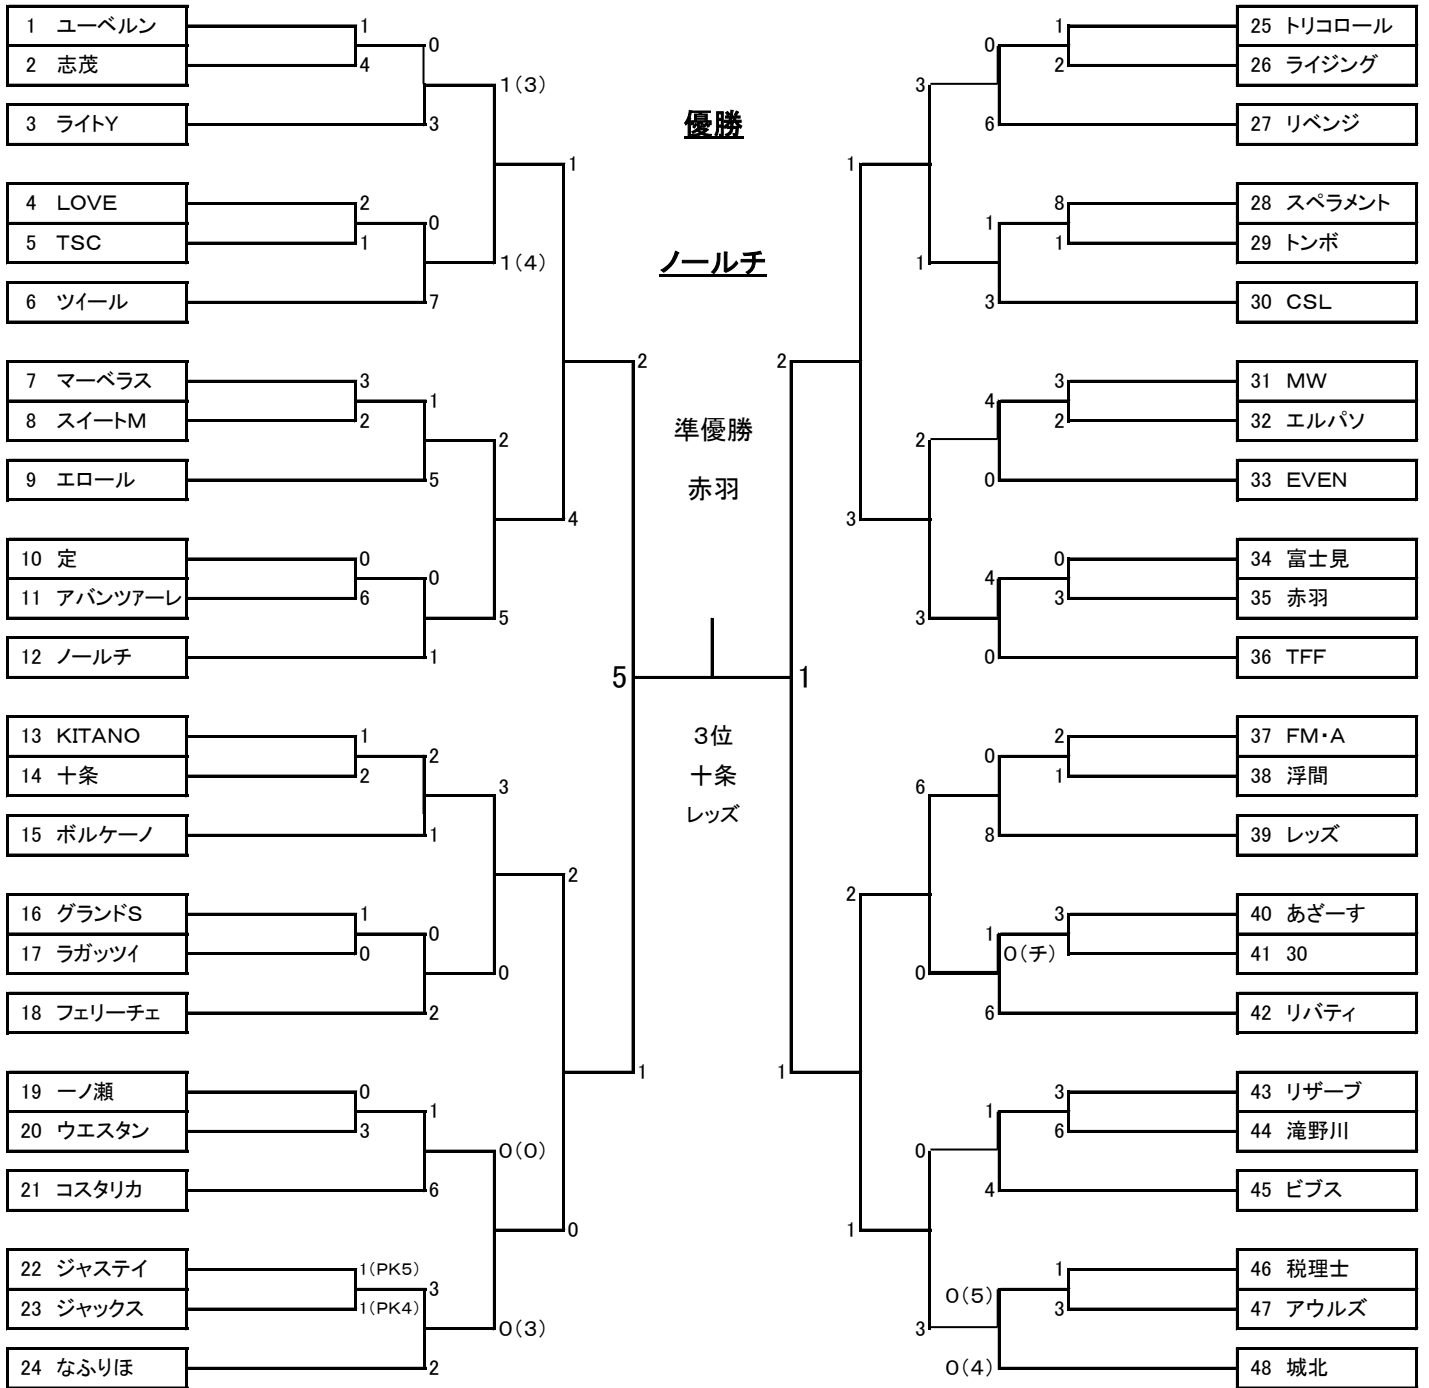 1 ユーベルン 1
0
2 志茂 4
1(3)
3 ライトY 3
1
4 LOVE 2
0
5 TSC 1
1(4)
6 ツイール 7
2
7 マーベラス 3
1
8 スイートM 2
2
9 エロール 5
4
10 定 0
0
11 アバンツァーレ 6
5
12 ノールチ 1
5
13 KITANO 1
2
14 十条 2
3
15 ボルケーノ 1
2
16 グランドS 1
0
17 ラガッツイ 0
0
18 フェリーチェ 2
1
19 一ノ瀬 0
1
20 ウエスタン 3
0(0)
21 コスタリカ 6
0
22 ジャステイ 1(PK5)
3
23 ジャックス 1(PK4)
0(3)
24 なふりほ 2
優勝
ノールチ
準優勝
赤羽
3位
十条
レッズ
1 25 トリコロール
0
2 26 ライジング
3
6 27 リベンジ
1
8 28 スペラメント
1
1 29 トンボ
1
3 30 CSL
2
3 31 MW
4
2 32 エルパソ
2
0 33 EVEN
3
0 34 富士見
4
3 35 赤羽
3
0 36 TFF
1
2 37 FM・A
0
1 38 浮間
6
8 39 レッズ
2
3 40 あざーす
1
0(チ) 41 30
0
6 42 リバティ
1
3 43 リザーブ
1
6 44 滝野川
0
4 45 ビブス
1
1 46 税理士
0(5)
3 47 アウルズ
3
0(4) 48 城北